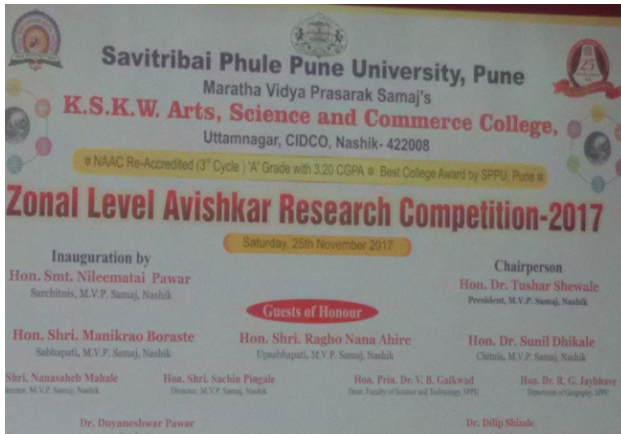 Savitribai Phule Pune University, Pune
Maratha Vidya Prasarak Samaj's
K.S.K.W. Arts, Science and Commerce College,
Uttamnagar, CIDCO, Nashik- 422008
NAAC Re-Accredited (3rd Cycle ) 'A' Grade with 3.20 CGPA Best College Award by SPPU, Pune
Zonal Level Avishkar Research Competition-2017
Saturday, 25th November 2017
Inauguration by
Hon. Smt. Nileematai Pawar
Sarchitnis, M.V.P. Samaj, Nashik
Chairperson
Hon. Dr. Tushar Shewale
President, M.V.P. Samaj, Nashik
Guests of Honour
Hon. Shri. Manikrao Boraste
Sabhapati, M.V.P. Samaj, Nashik
Hon. Shri. Ragho Nana Ahire
Upsabhapati, M.V.P. Samaj, Nashik
Hon. Dr. Sunil Dhikale
Chitnis, M.V.P. Samaj, Nashik
Shri. Nanasaheb Mahale
M.V.P. Samaj, Nashik
Hon. Shri. Sachin Pingale
Director, M.V.P. Samaj, Nashik
Hon. Prin. Dr. V. B. Gaikwad
Dean, Faculty of Science and Technology, SPPU
Hon. Dr. R. G. Jaybhave
Department of Geography, SPPU
Dr. Dnyaneshwar Pawar
Dr. Dilip Shinde
25